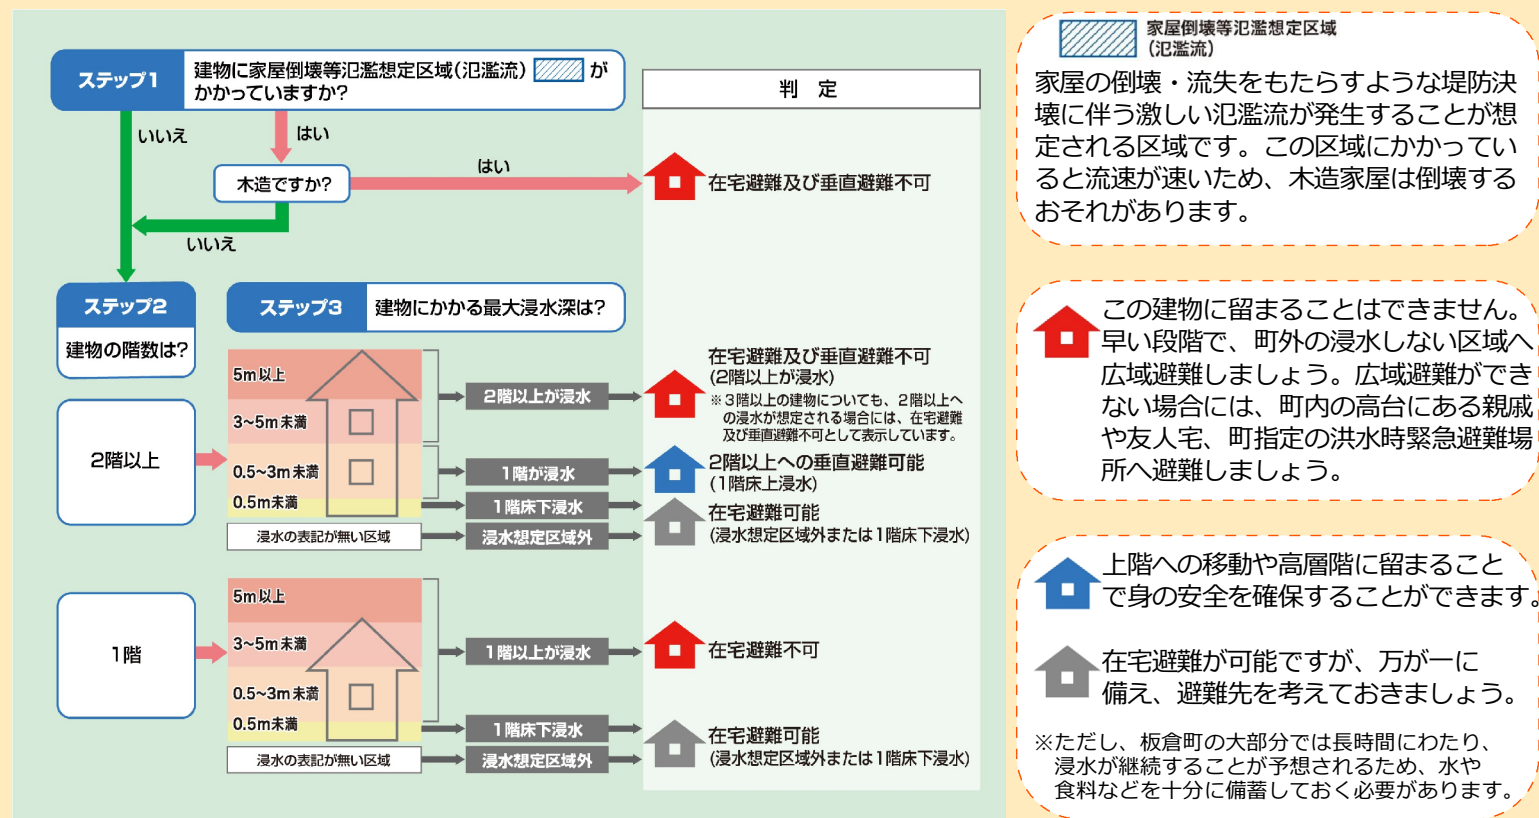 ステップ1
建物に家屋倒壊等氾濫想定区域(氾濫流)　　　が
かかっていますか?
判 定
いいえ
はい
木造ですか?
はい
在宅避難及び垂直避難不可
いいえ
ステップ2
建物の階数は?
ステップ3
建物にかかる最大浸水深は?
2階以上
5m以上
3~5m未満
0.5~3m未満
0.5m未満
浸水の表記が無い区域
2階以上が浸水
1階が浸水
1階床下浸水
浸水想定区域外
在宅避難及び垂直避難不可
(2階以上が浸水)
※3階以上の建物についても、2階以上へ
の浸水が想定される場合には、在宅避難
及び垂直避難不可として表示しています。
2階以上への垂直避難可能
(1階床上浸水)
在宅避難可能
(浸水想定区域外または1階床下浸水)
1階
5m以上
3~5m未満
0.5~3m未満
0.5m未満
浸水の表記が無い区域
1階以上が浸水
1階床下浸水
浸水想定区域外
在宅避難不可
在宅避難可能
(浸水想定区域外または1階床下浸水)
家屋倒壊等氾濫想定区域
(氾濫流)
家屋の倒壊・流失をもたらすような堤防決
壊に伴う激しい氾濫流が発生することが想
定される区域です。この区域にかかってい
ると流速が速いため、木造家屋は倒壊する
おそれがあります。
この建物に留まることはできません。
早い段階で、町外の浸水しない区域へ
広域避難しましょう。広域避難ができ
ない場合には、町内の高台にある親戚
や友人宅、町指定の洪水時緊急避難場
所へ避難しましょう。
上階への移動や高層階に留まること
で身の安全を確保することができます。
在宅避難が可能ですが、万が一に
備え、避難先を考えておきましょう。
※ただし、板倉町の大部分では長時間にわたり、
浸水が継続することが予想されるため、水や
食料などを十分に備蓄しておく必要があります。